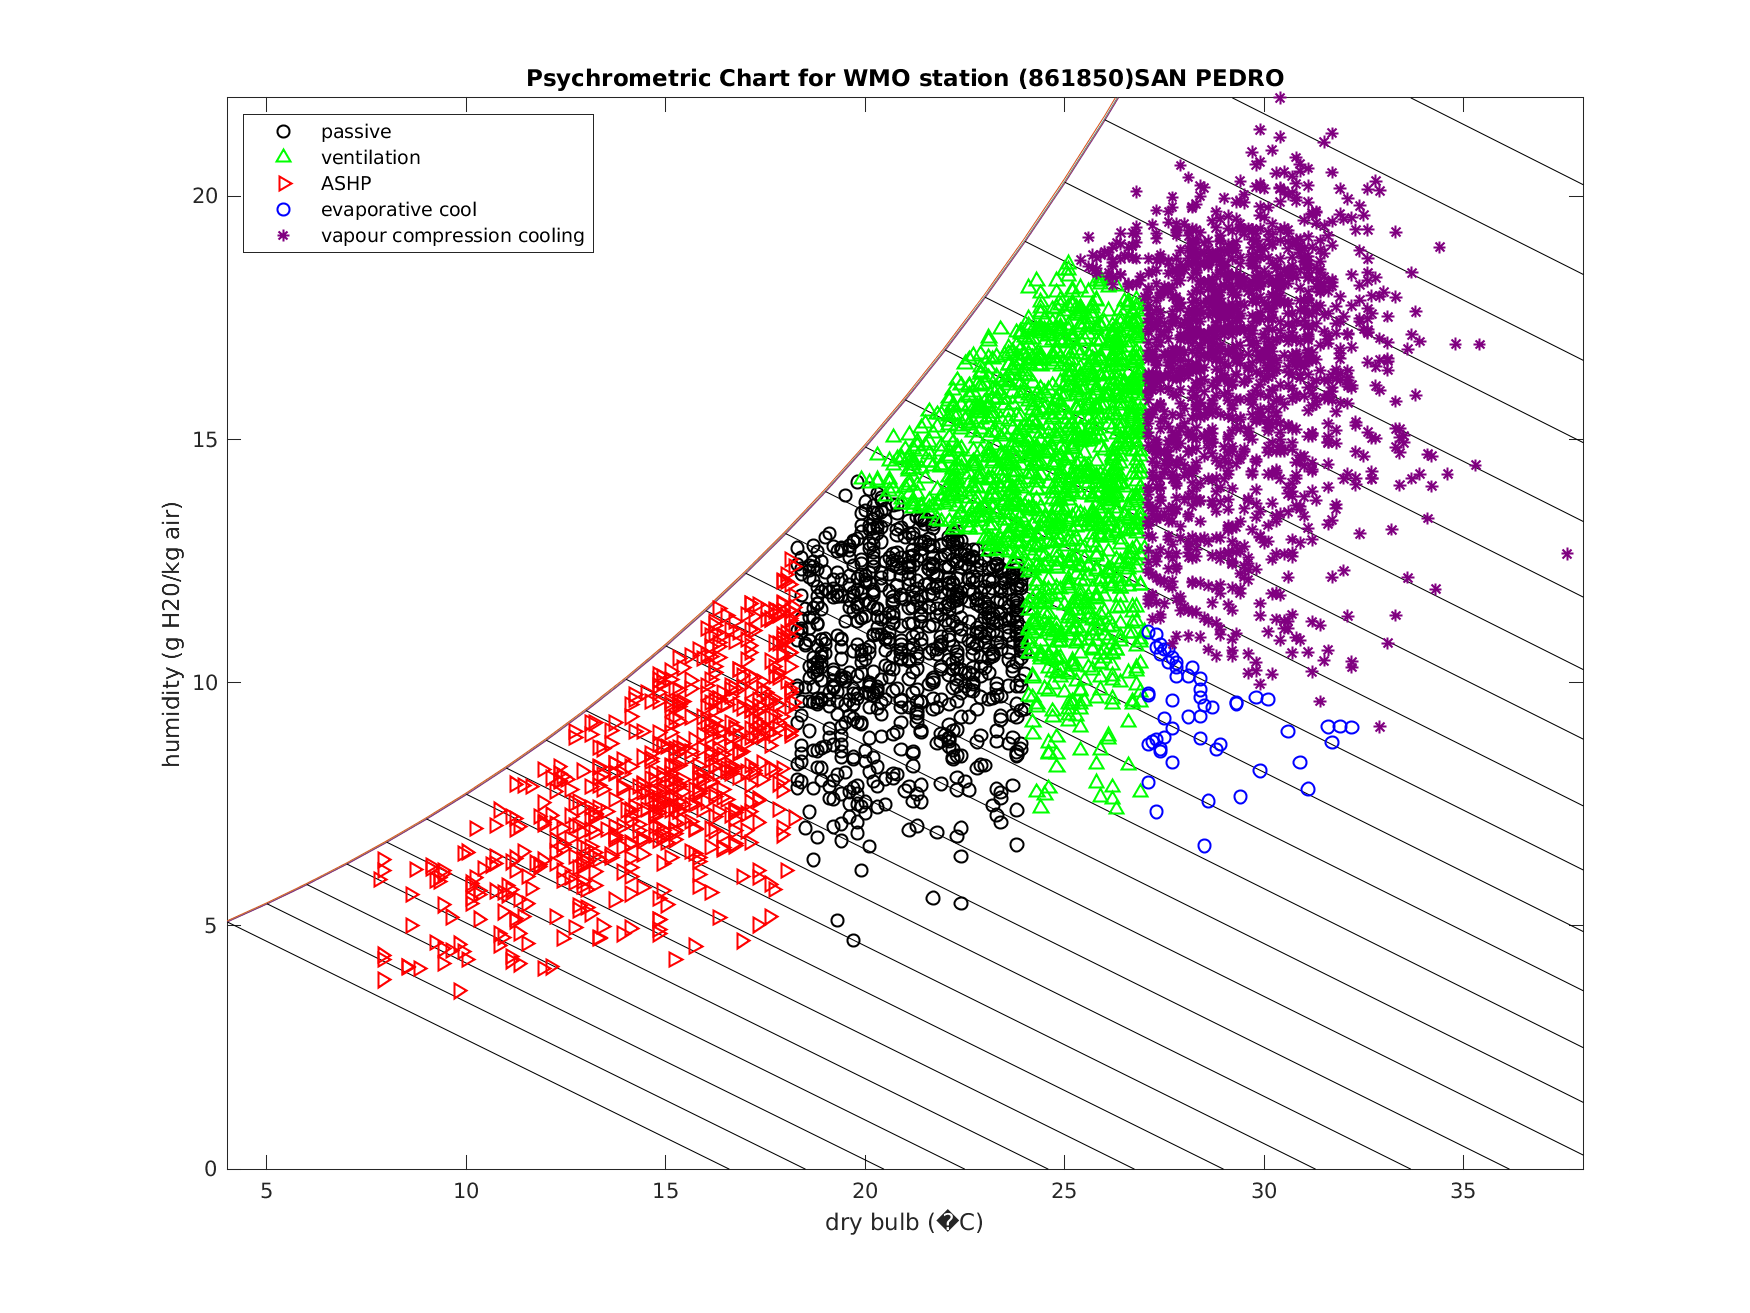 Psychrometric Chart for WMO station (861850)SAN PEDRO
passive
ventilation
ASHP
evaporative cool
vapour compression cooling
humidity (g H20/kg air)
20
15
10
5
0
5 10 15 20 25 30 35
dry bulb (�C)